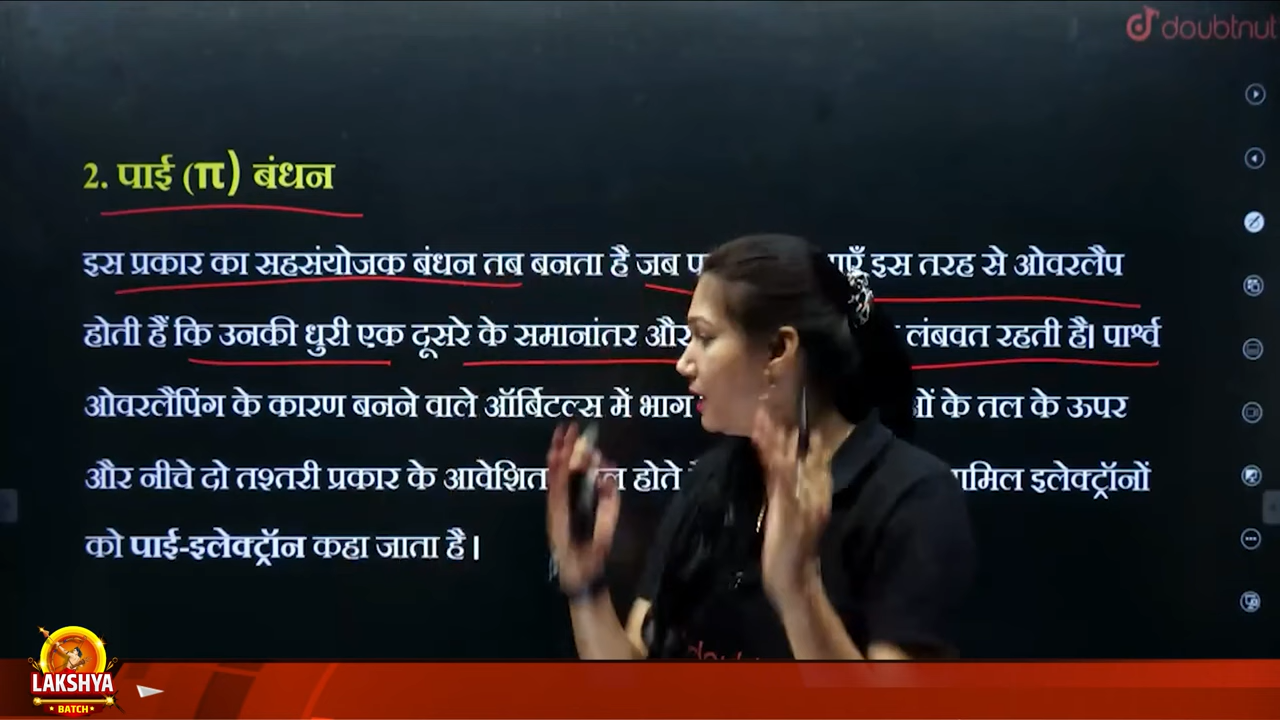 doubtnut
2. पाई (π) बंधन
इस प्रकार का सहसंयोजक बंधन तब बनता है जब इस तरह से ओवरलैप
होती हैं कि उनकी धुरी एक दूसरे के समानांतर और लंबवत रहती है। पार्श्व
ओवरलैपिंग के कारण बनने वाले ऑर्बिटल्स में भाग के तल के ऊपर
और नीचे दो तश्तरी प्रकार के आवेशित होते इलेक्ट्रॉनों
को पाई-इलेक्ट्रॉन कहा जाता है।
LAKSHYA
BATCH